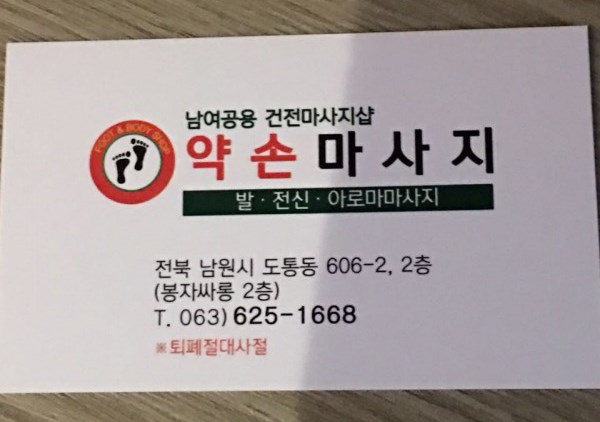 남여공용 건전마사지샵
FOOT & BODY SHOP
약손마사지
발·전신·아로마마사지
전북 남원시 도통동 606-2, 2층
(봉자싸롱 2층)
T. 063) 625-1668
※퇴폐절대사절